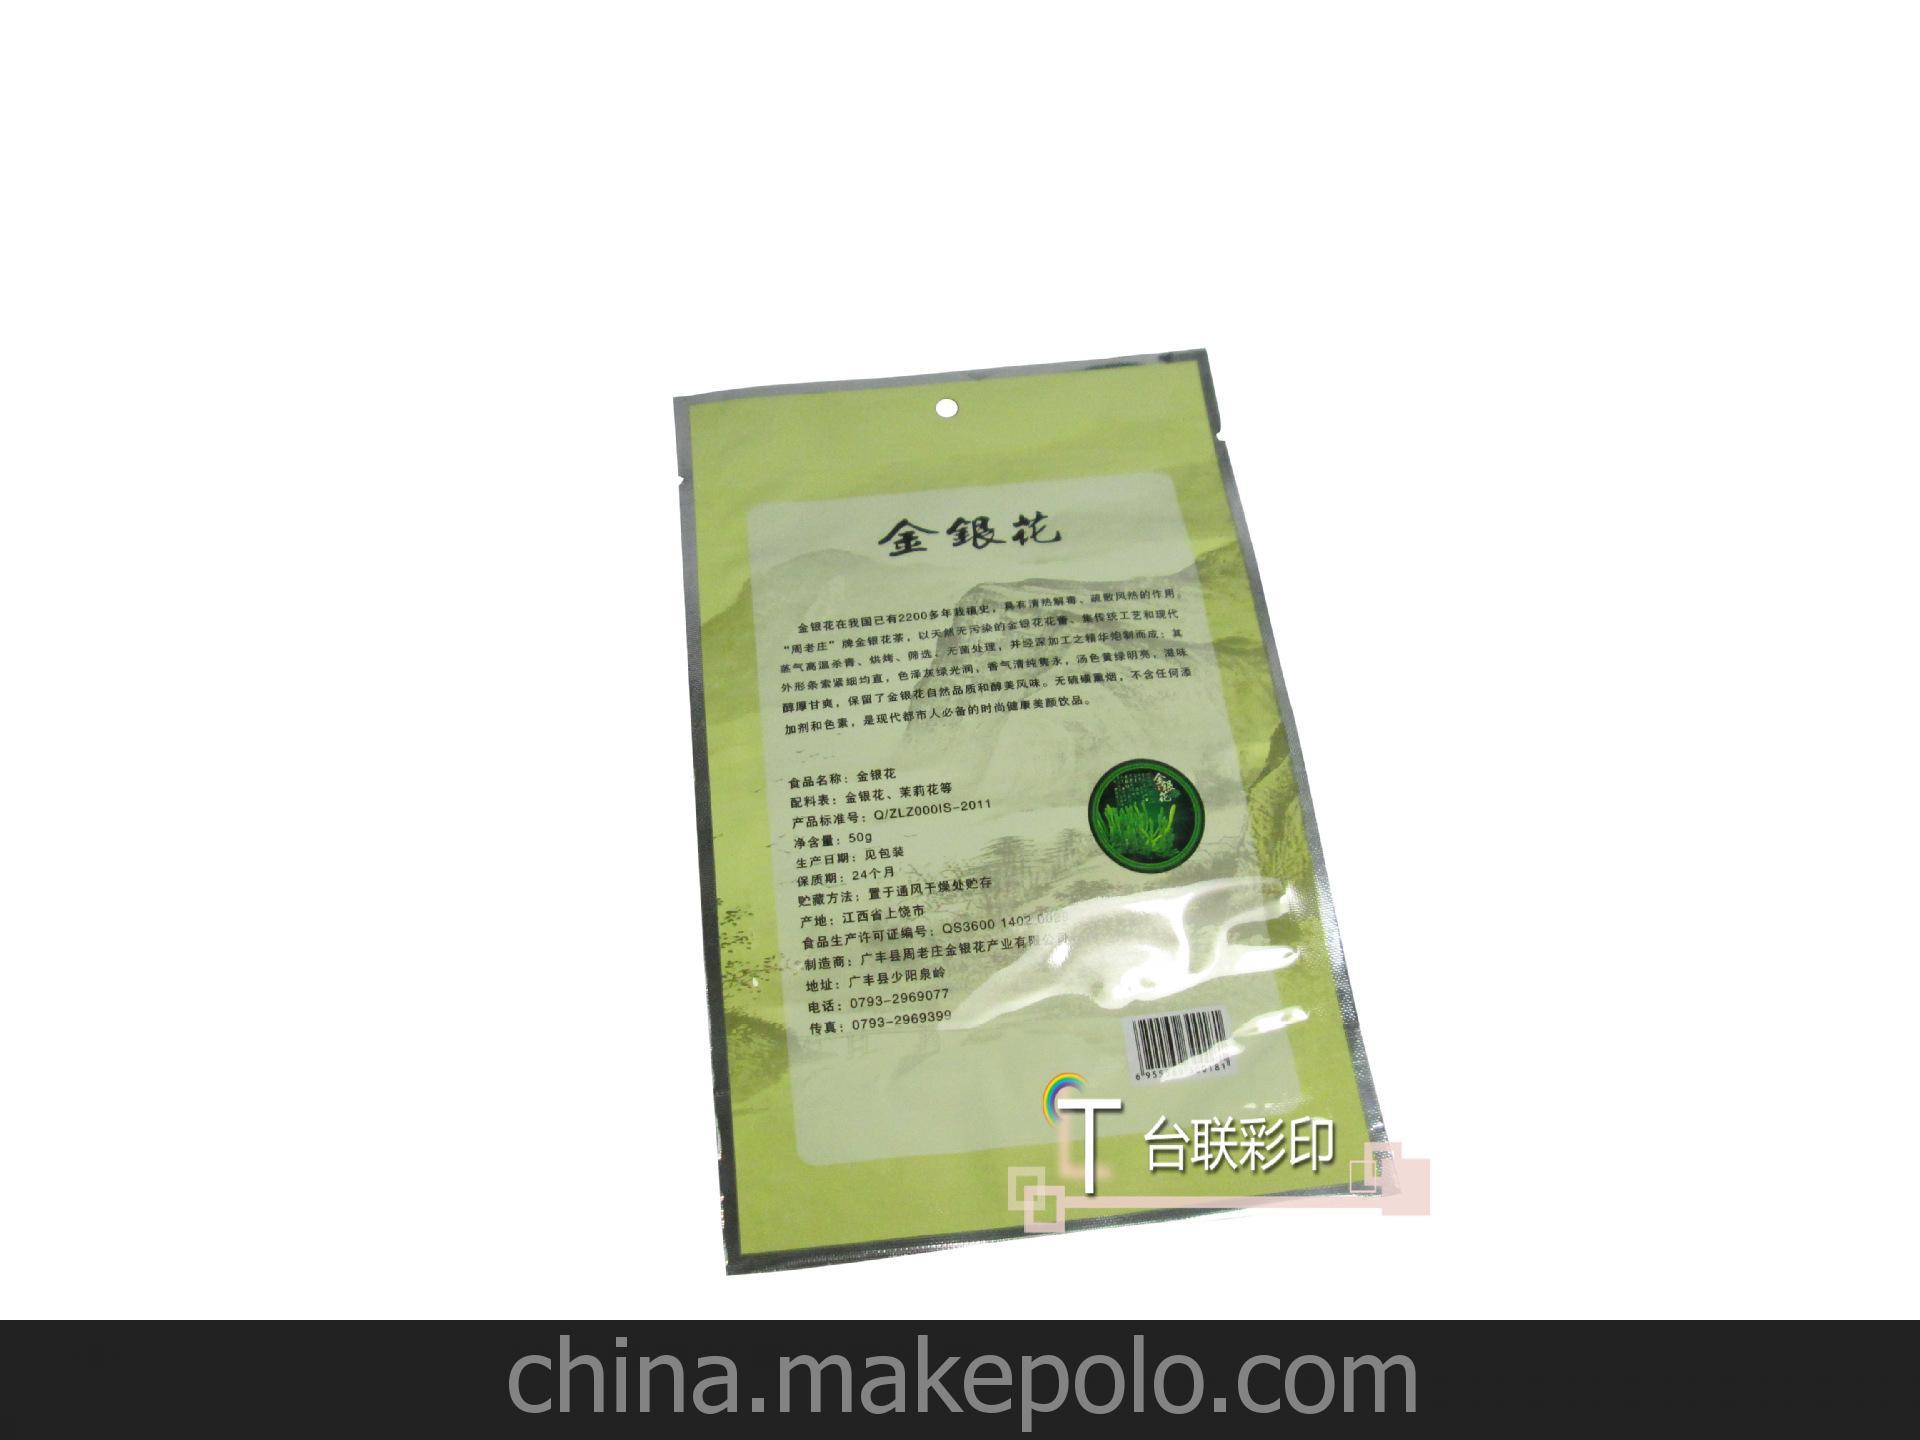 金銀花
金银花在我国已有2200多年栽植史，具有清热解毒、疏散风热的作用。
“周老庄”牌金银花茶，以天然无污染的金银花花蕾、集传统工艺和现代
蒸气高温杀青、烘烤、筛选、无菌处理，并经深加工之精华炮制而成；其
外形条索紧细均直，色泽灰绿光润，香气清纯隽永，汤色黄绿明亮，滋味
醇厚甘爽，保留了金银花自然品质和醇美风味。无硫磺熏烟，不含任何添
加剂和色素，是现代都市人必备的时尚健康美颜饮品。
食品名称：金银花
配料表：金银花、茉莉花等
产品标准号：Q/ZLZ000IS-2011
净含量：50g
生产日期：见包装
保质期：24个月
贮藏方法：置于通风干燥处贮存
产地：江西省上饶市
食品生产许可证编号：QS3600 1402
制造商：广丰县周老庄金银花产业有限公司
地址：广丰县少阳泉岭
电话：0793-2969077
传真：0793-2969399
金银花
T 台联彩印
china.makepolo.com